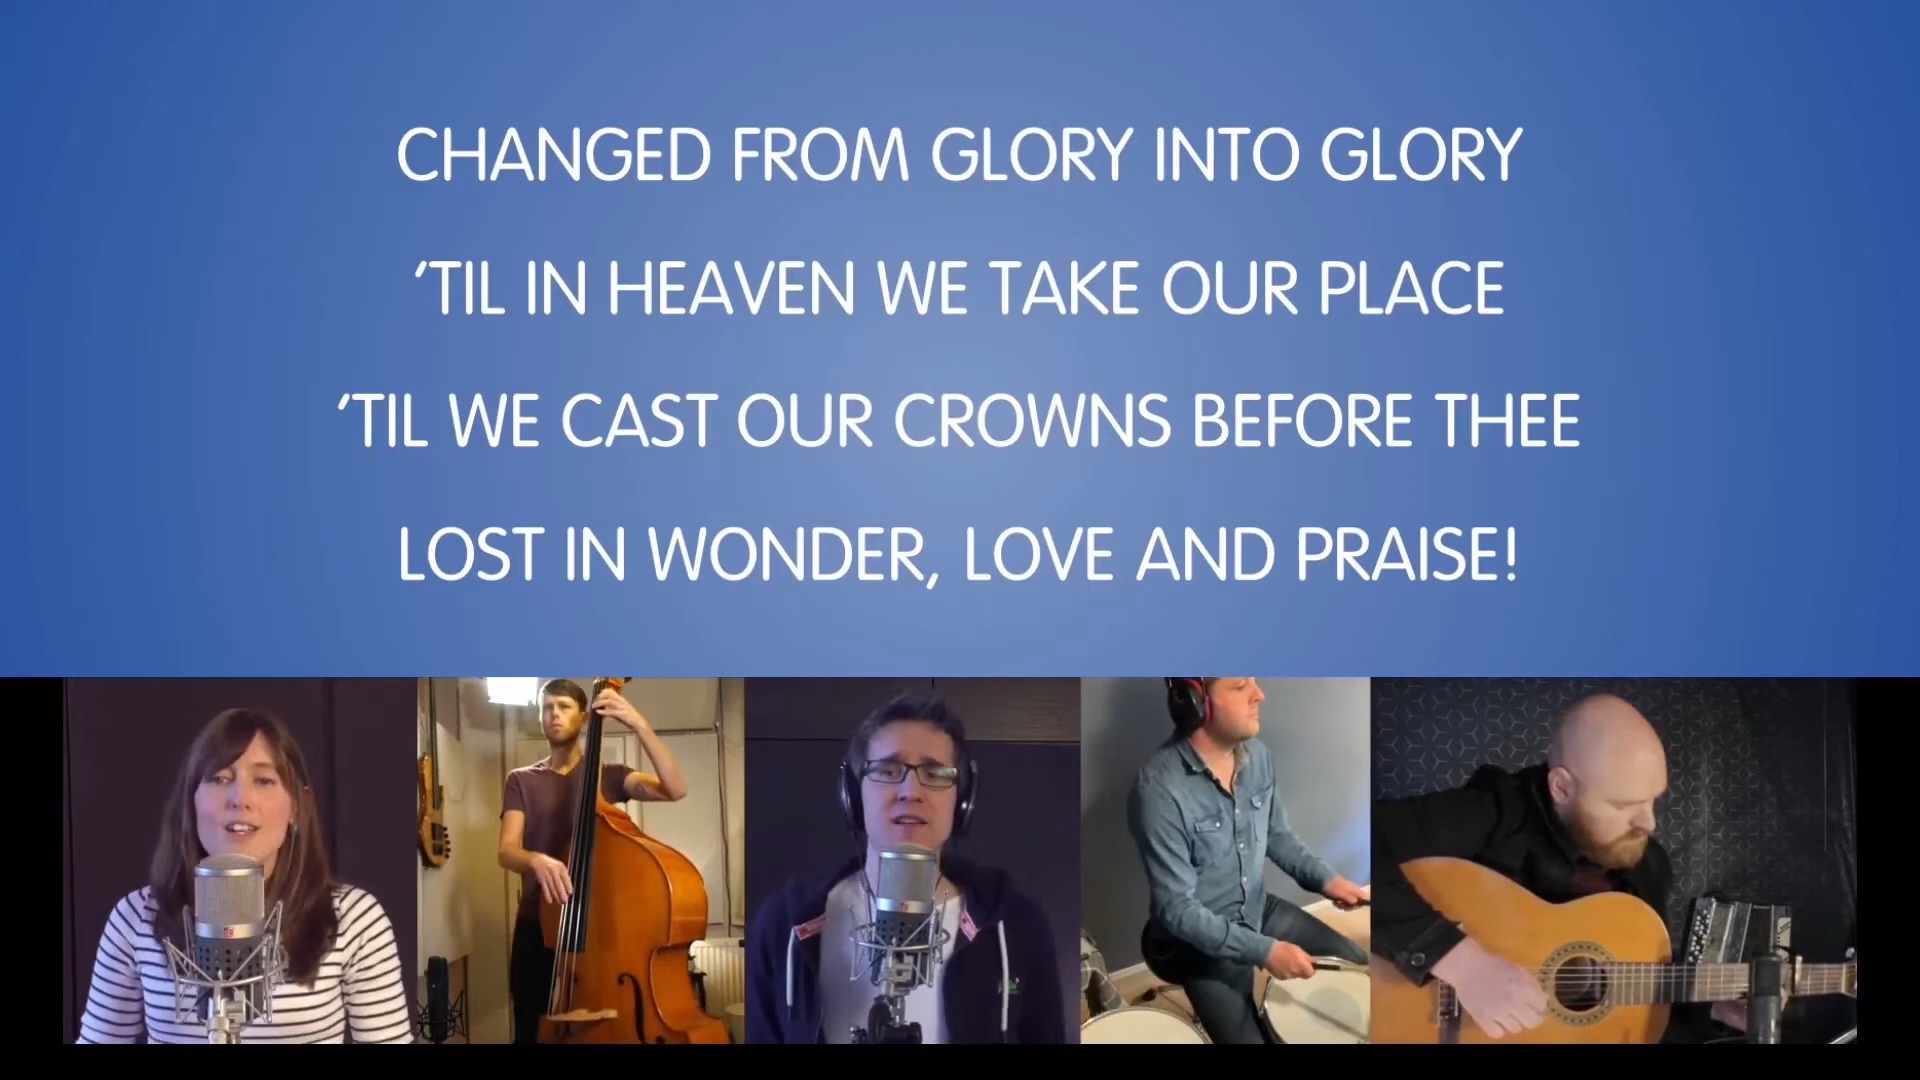 CHANGED FROM GLORY INTO GLORY
'TIL IN HEAVEN WE TAKE OUR PLACE
'TIL WE CAST OUR CROWNS BEFORE THEE
LOST IN WONDER, LOVE AND PRAISE!